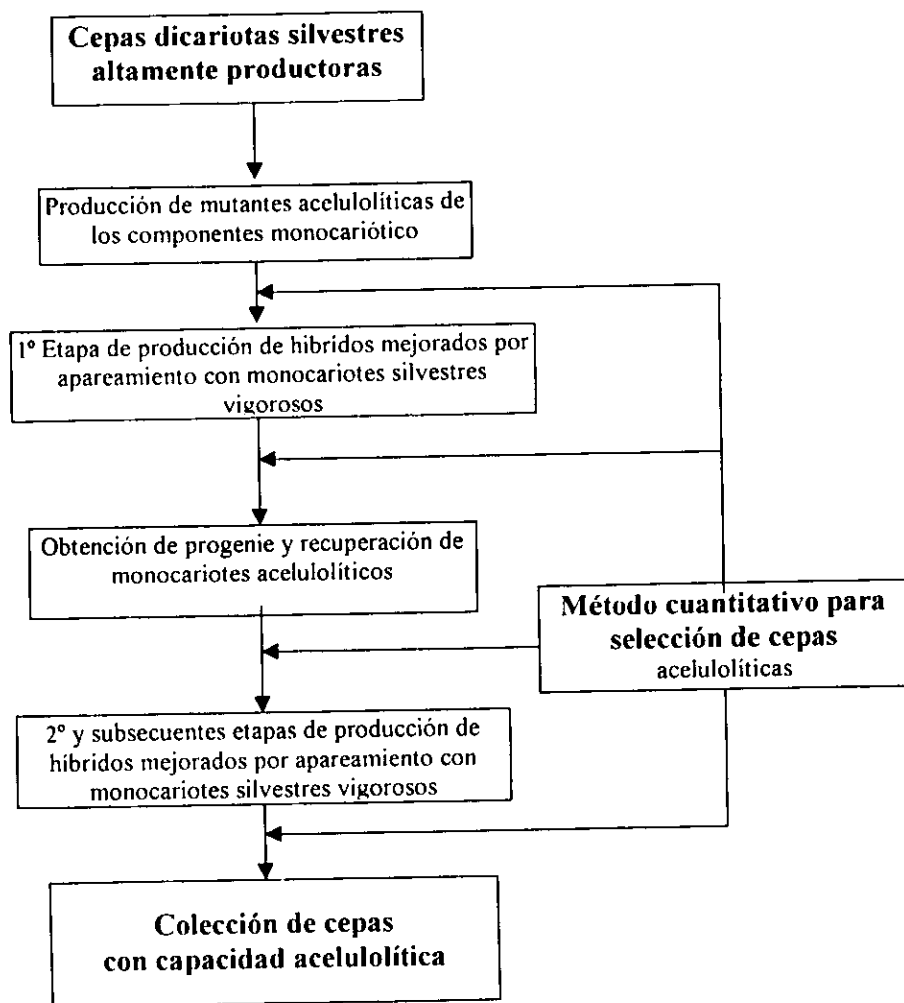 Cepas dicariotas silvestres
altamente productoras
Producción de mutantes acelulolíticas de
los componentes monocariótico
1º Etapa de producción de hibridos mejorados por
apareamiento con monocariotes silvestres
vigorosos
Obtención de progenie y recuperación de
monocariotes acelulolíticos
Método cuantitativo para
selección de cepas
acelulolíticas
2º y subsecuentes etapas de producción de
híbridos mejorados por apareamiento con
monocariotes silvestres vigorosos
Colección de cepas
con capacidad acelulolítica